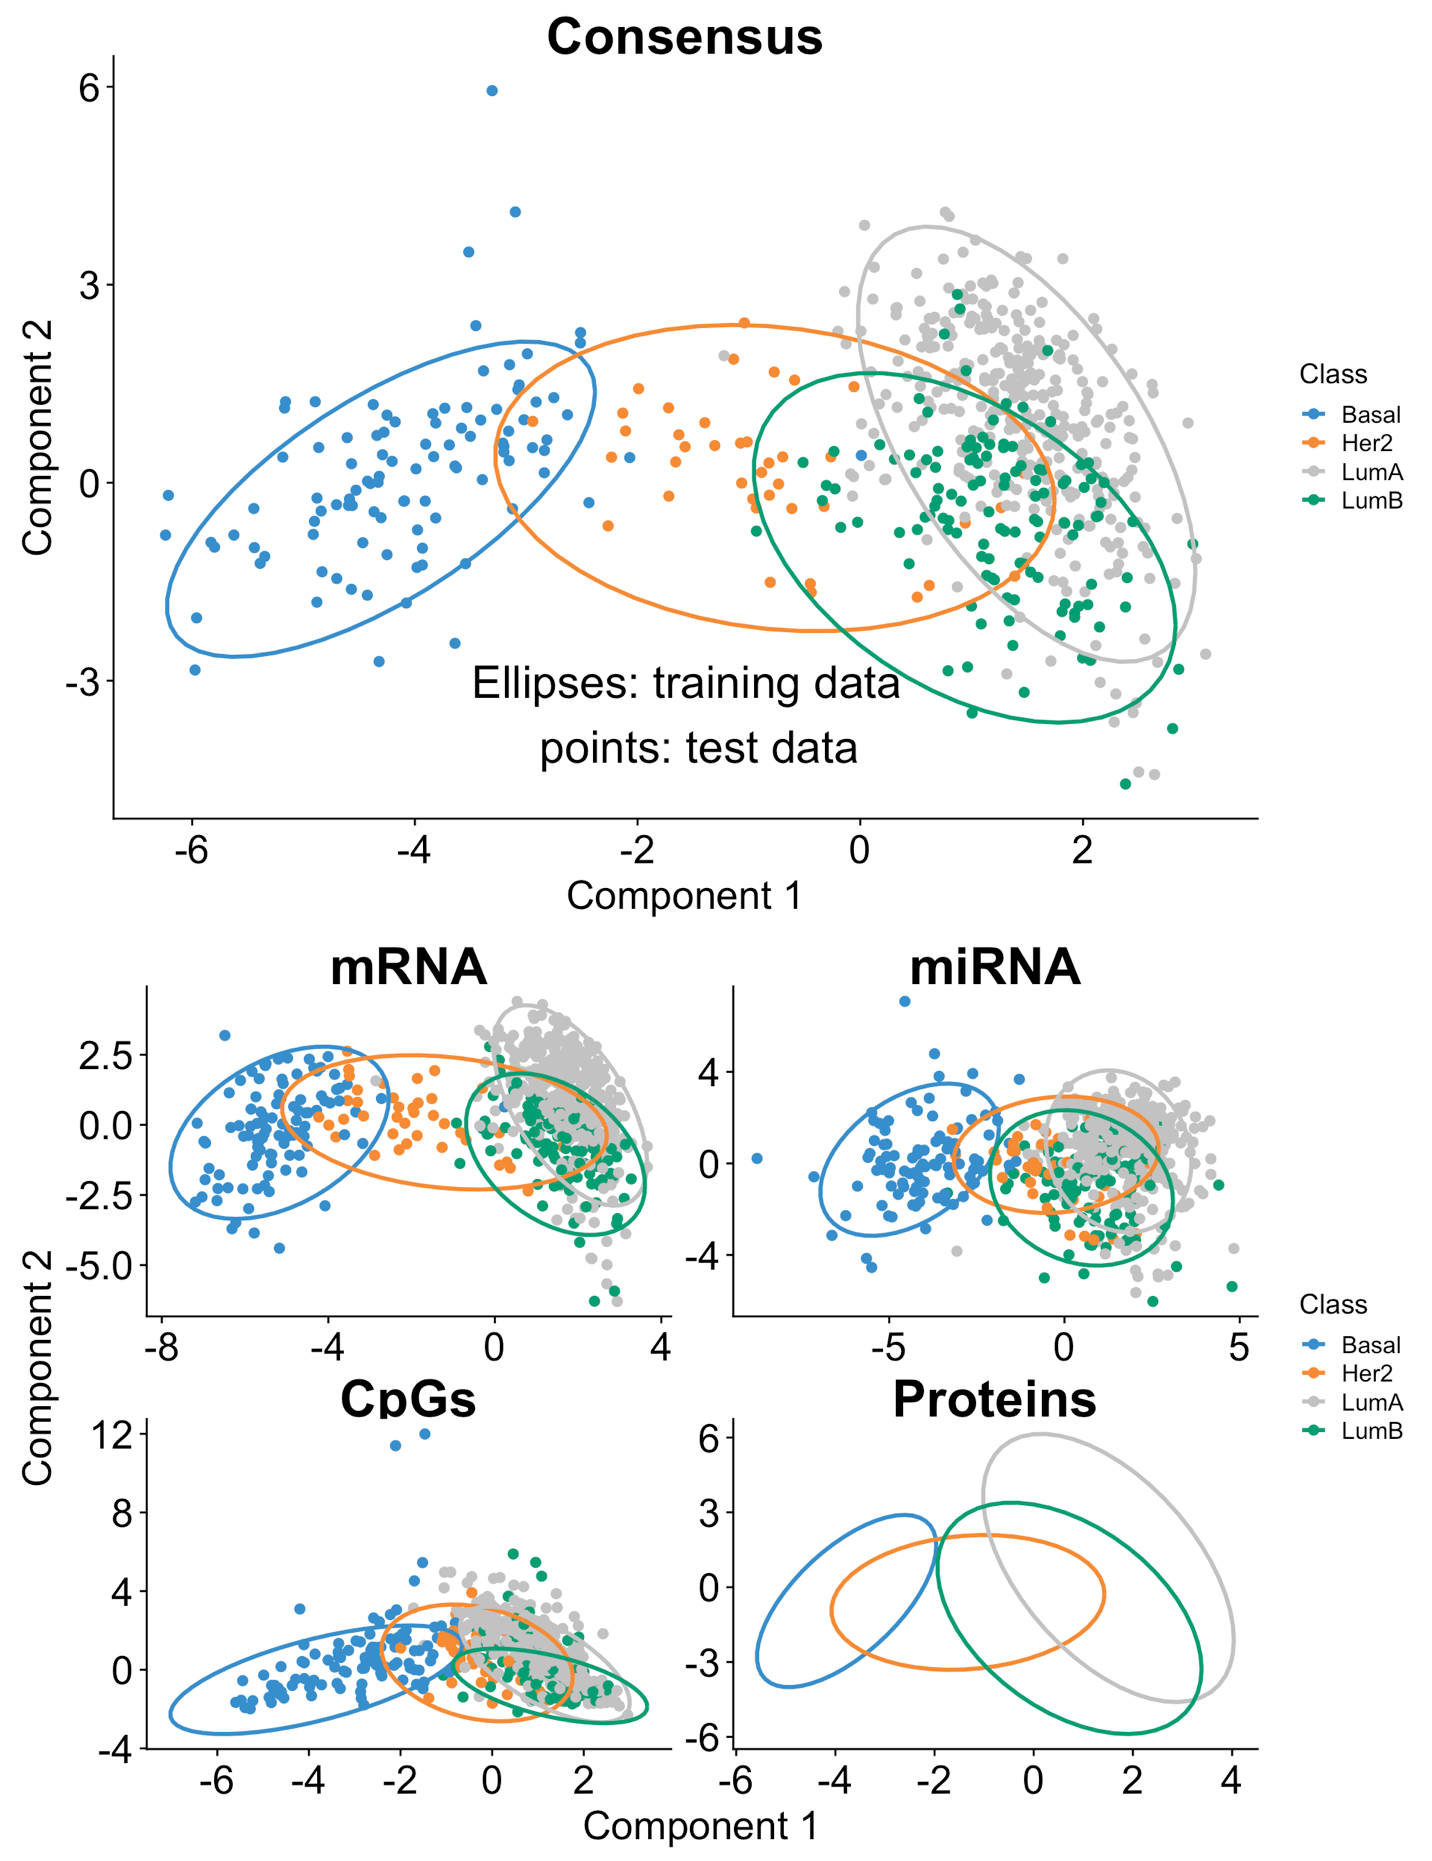 Consensus
6
3
0
-3
Component 2
Ellipses: training data
points: test data
-6 -4 -2 0 2
Component 1
Class
Basal
Her2
LumA
LumB
mRNA
2.5
0.0
-2.5
-5.0
-8 -4 0 4
miRNA
4
0
-4
-5 0 5
Component 2
CpGs
12
8
4
0
-4
-6 -4 -2 0 2
Proteins
6
3
0
-3
-6
-6 -4 -2 0 2 4
Component 1
Class
Basal
Her2
LumA
LumB